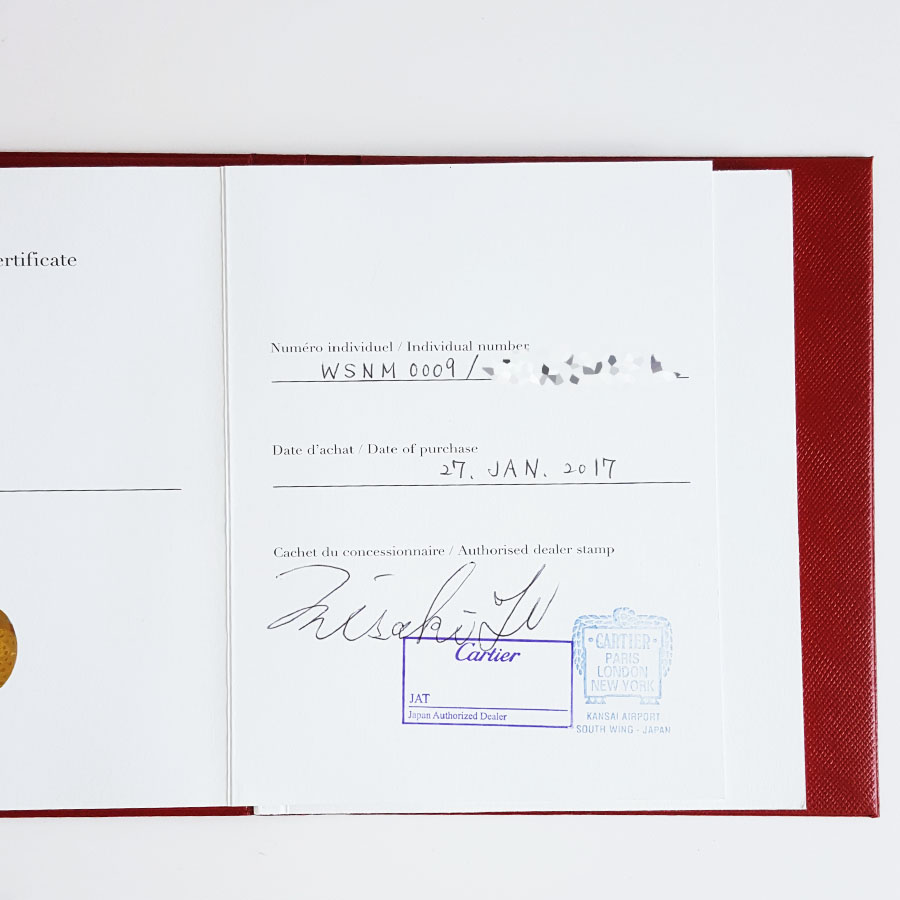 ertificate
Numéro individuel / Individual number
WSNM 0009 /
Date d'achat / Date of purchase
27. JAN. 2017
Cachet du concessionnaire / Authorised dealer stamp
Cartier
JAT
Japan Authorized Dealer
CARTIER
PARIS
LONDON
NEW YORK
KANSAI AIRPORT
SOUTH WING - JAPAN